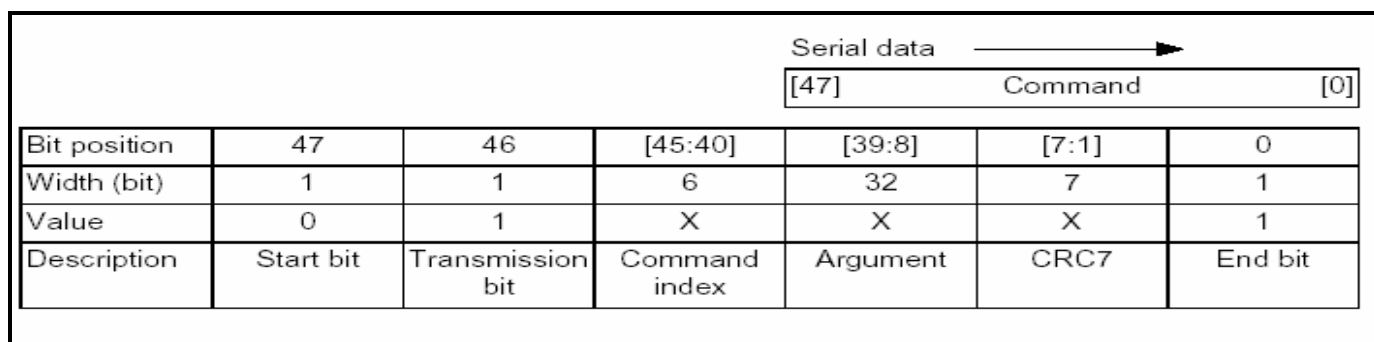 Serial data
[47] Command [0]
Bit position 47 46 [45:40] [39:8] [7:1] 0
Width (bit) 1 1 6 32 7 1
Value 0 1 X X X 1
Description Start bit Transmission bit Command index Argument CRC7 End bit